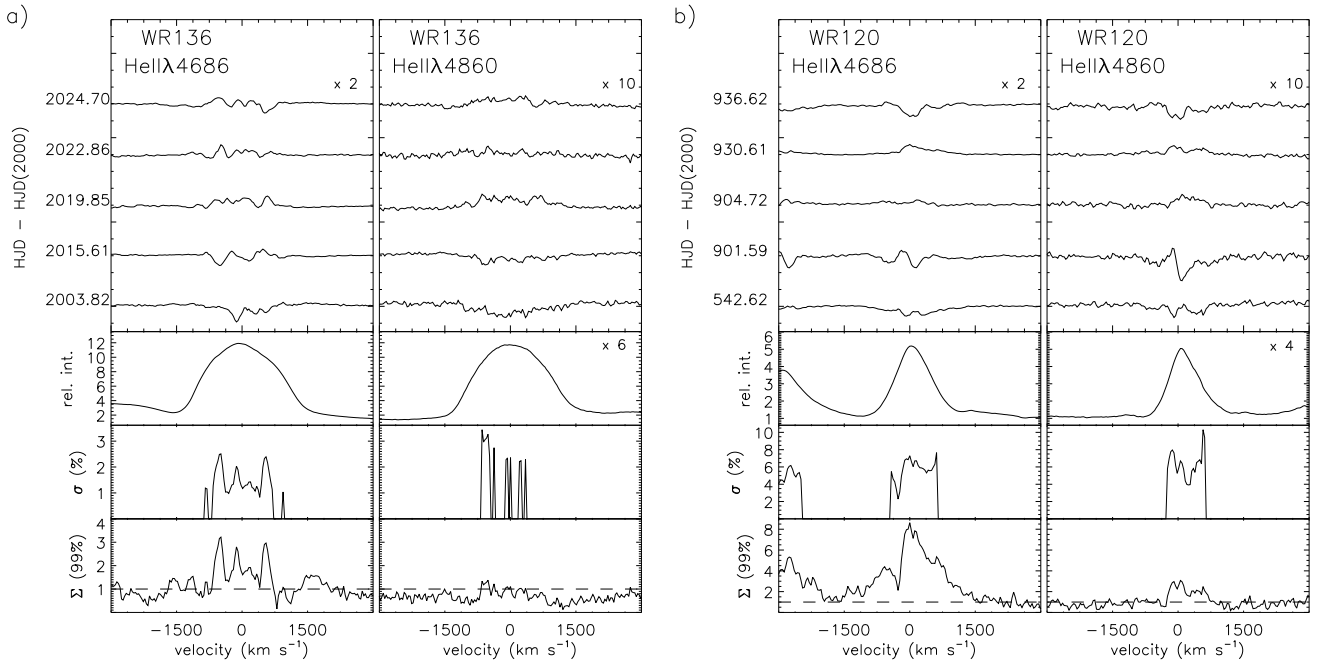 a)
WR136
HeIIλ4686
x 2
WR136
HeIIλ4860
x 10
HJD − HJD(2000)
2024.70
2022.86
2019.85
2015.61
2003.82
rel. int.
12
10
8
6
4
2
x 6
σ (%)
3
2
1
Σ (99%)
4
3
2
1
−1500 0 1500
velocity (km s⁻¹)
−1500 0 1500
velocity (km s⁻¹)
b)
WR120
HeIIλ4686
x 2
WR120
HeIIλ4860
x 10
HJD − HJD(2000)
936.62
930.61
904.72
901.59
542.62
rel. int.
6
5
4
3
2
1
x 4
σ (%)
10
8
6
4
2
0
Σ (99%)
8
6
4
2
−1500 0 1500
velocity (km s⁻¹)
−1500 0 1500
velocity (km s⁻¹)